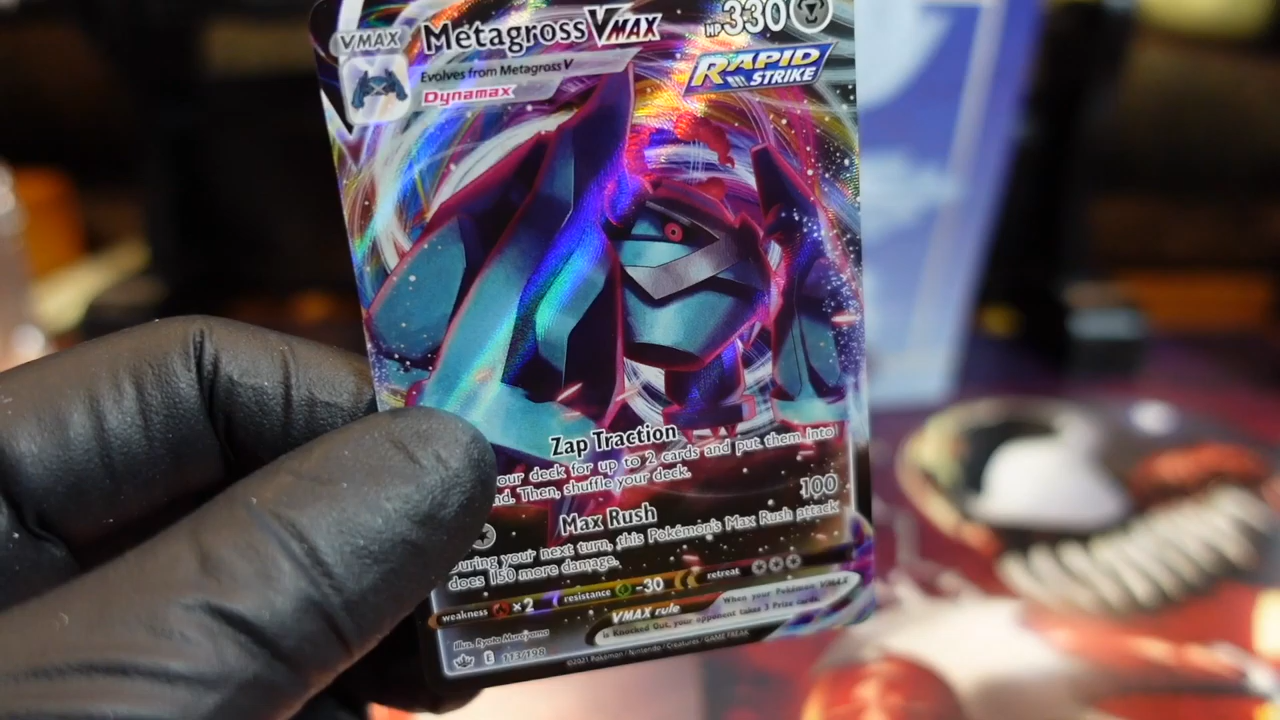 VMAX
Metagross VMAX
HP 330
Evolves from Metagross V
RAPID
STRIKE
Dynamax
Zap Traction
our deck for up to 2 cards and put them into
nd. Then, shuffle your deck.
Max Rush 100
During your next turn, this Pokémon's Max Rush attack
does 150 more damage.
weakness ×2 resistance -30 retreat
VMAX rule When your Pokémon VMAX
is Knocked Out, your opponent takes 3 Prize cards.
Illus. Ryota Murayama
E 113/198
©2021 Pokémon / Nintendo / Creatures / GAME FREAK